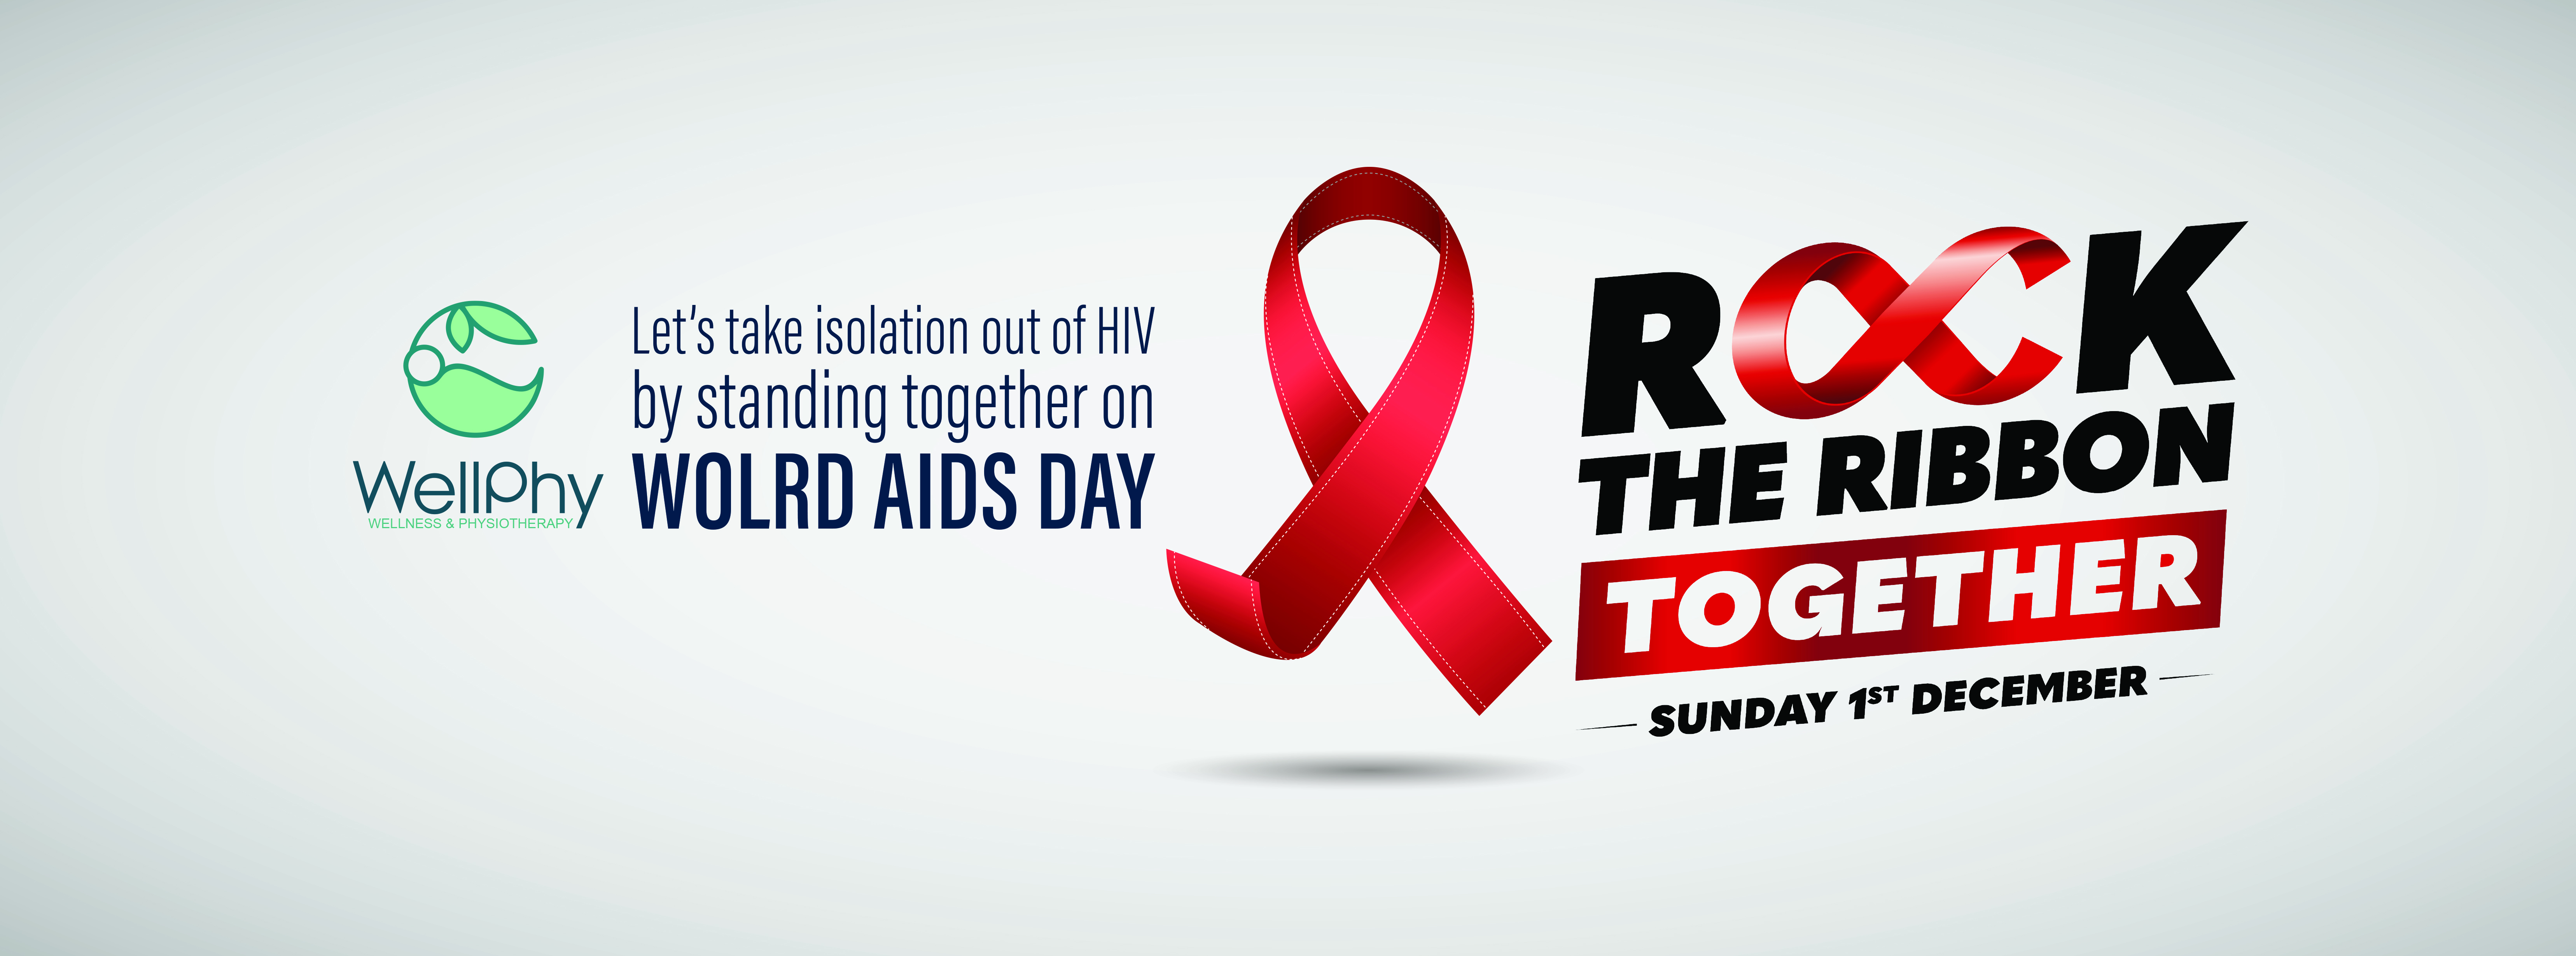 WellPhy
WELLNESS & PHYSIOTHERAPY
Let's take isolation out of HIV
by standing together on
WOLRD AIDS DAY
ROCK
THE RIBBON
TOGETHER
SUNDAY 1ST DECEMBER